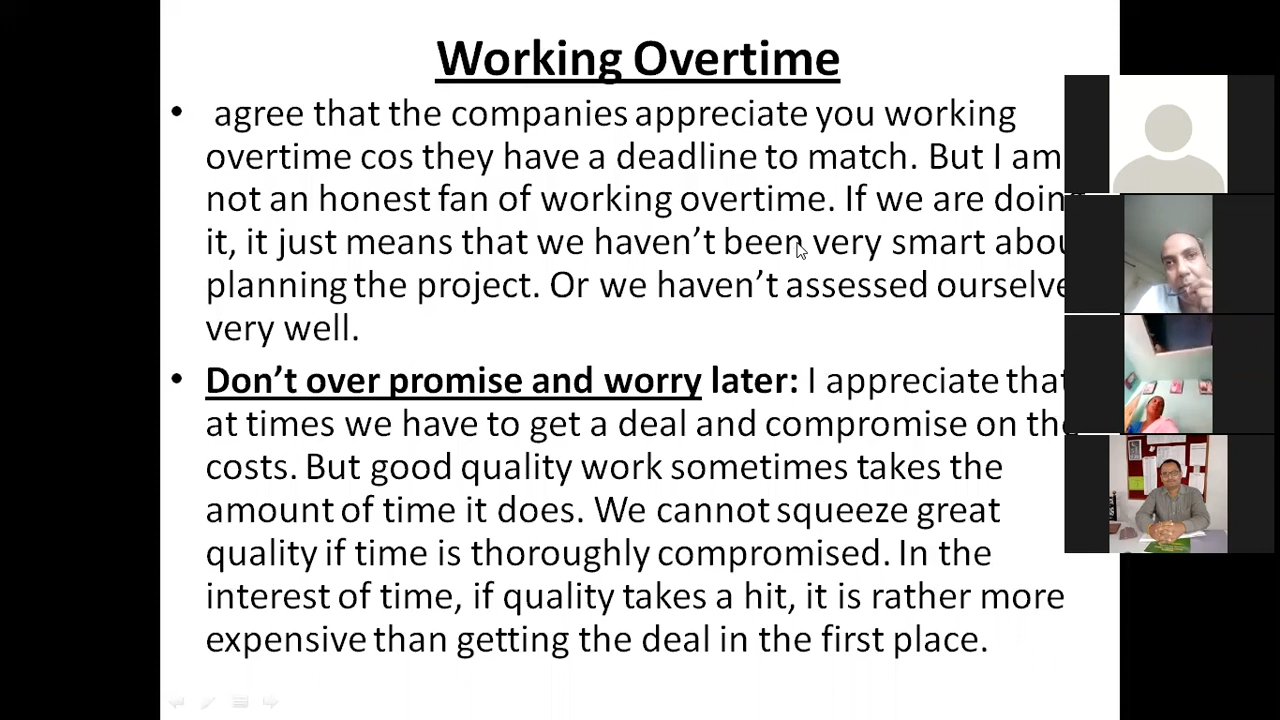 Working Overtime
• agree that the companies appreciate you working
overtime cos they have a deadline to match. But I am
not an honest fan of working overtime. If we are doing
it, it just means that we haven’t been very smart abou
planning the project. Or we haven’t assessed ourselve
very well.
• Don’t over promise and worry later: I appreciate that
at times we have to get a deal and compromise on the
costs. But good quality work sometimes takes the
amount of time it does. We cannot squeeze great
quality if time is thoroughly compromised. In the
interest of time, if quality takes a hit, it is rather more
expensive than getting the deal in the first place.